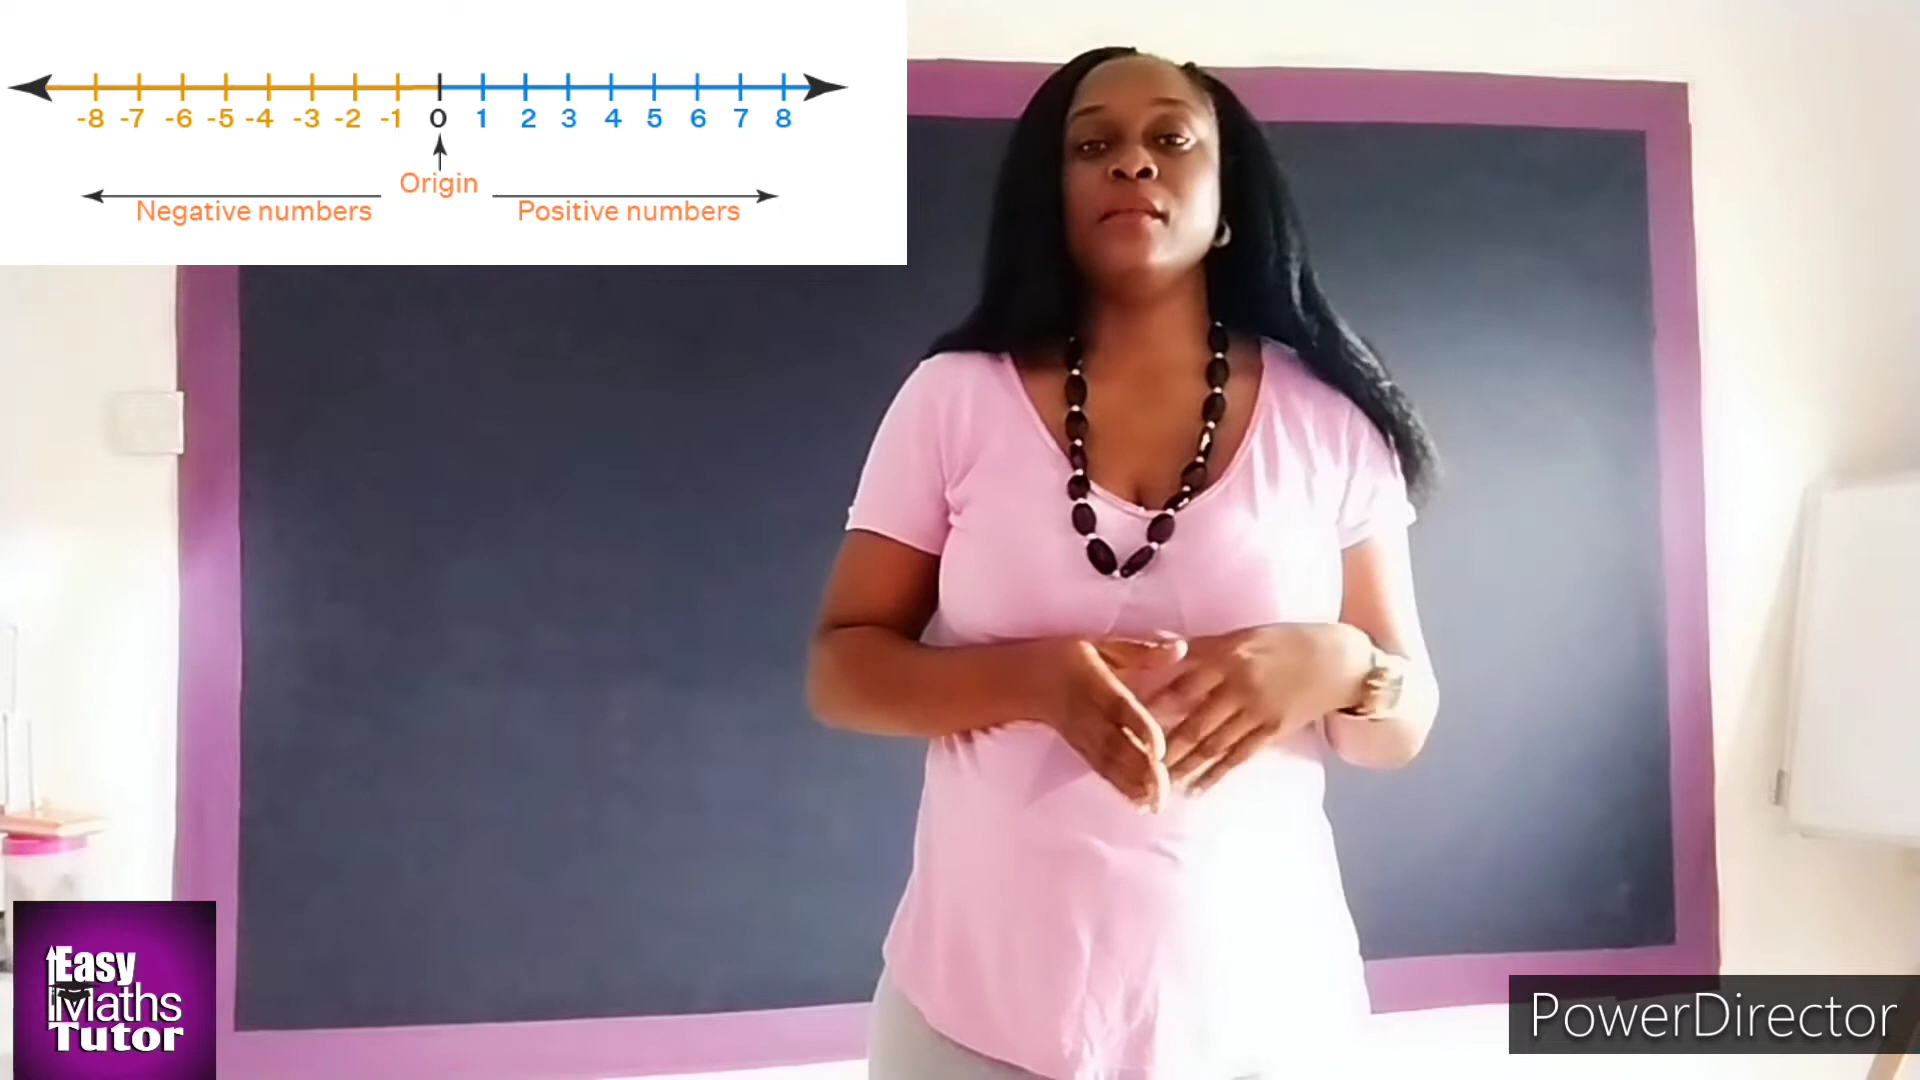 -8 -7 -6 -5 -4 -3 -2 -1 0 1 2 3 4 5 6 7 8
Origin
Negative numbers Positive numbers
Easy
Maths
Tutor
PowerDirector